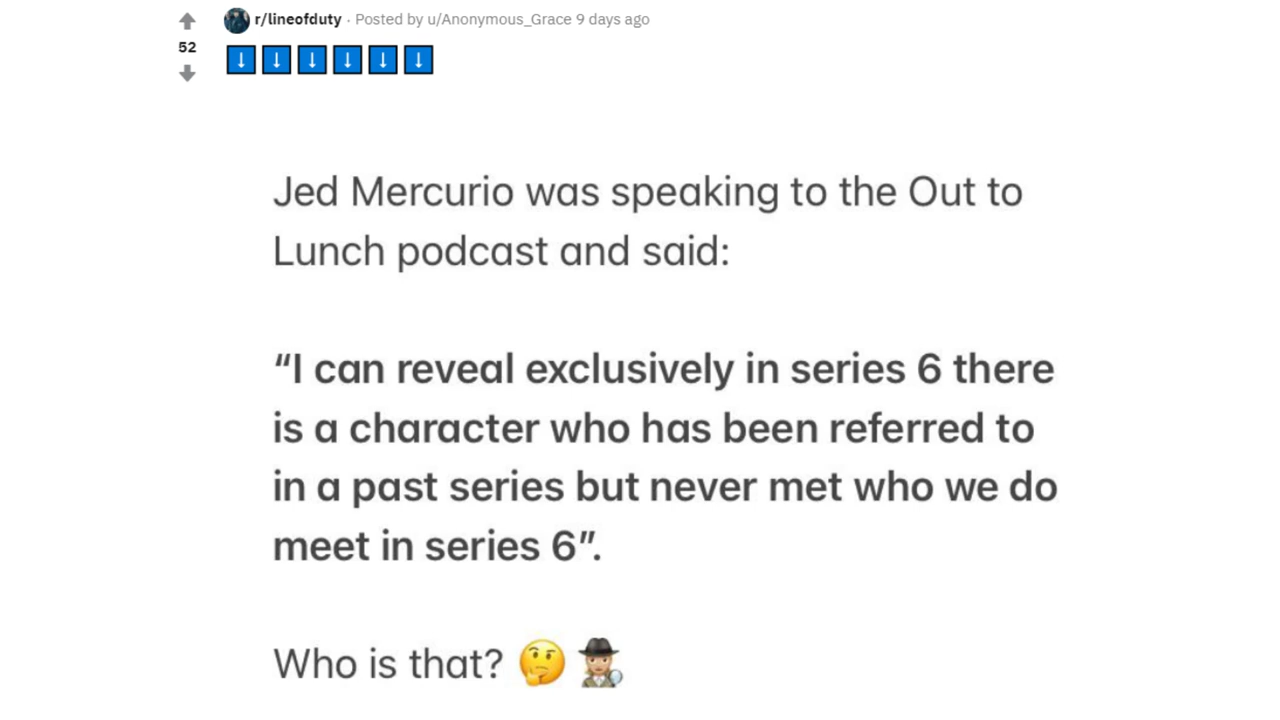 r/lineofduty · Posted by u/Anonymous_Grace 9 days ago
52
⬇️⬇️⬇️⬇️⬇️⬇️
Jed Mercurio was speaking to the Out to
Lunch podcast and said:
“I can reveal exclusively in series 6 there
is a character who has been referred to
in a past series but never met who we do
meet in series 6”.
Who is that? 🤔🕵🏼‍♀️